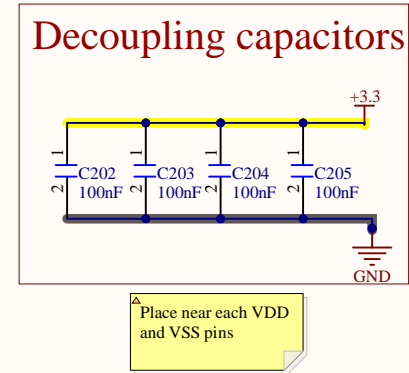 Decoupling capacitors
+3.3
1 1 1 1
C202 C203 C204 C205
2 100nF 2 100nF 2 100nF 2 100nF
GND
Place near each VDD
and VSS pins